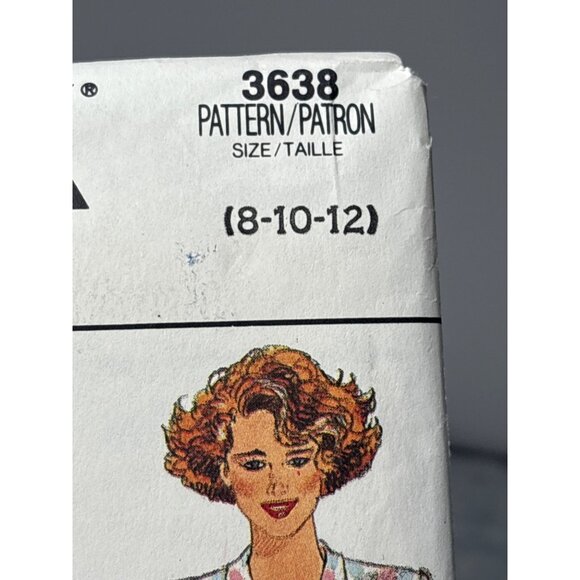 ®
3638
PATTERN/PATRON
SIZE/TAILLE
(8-10-12)